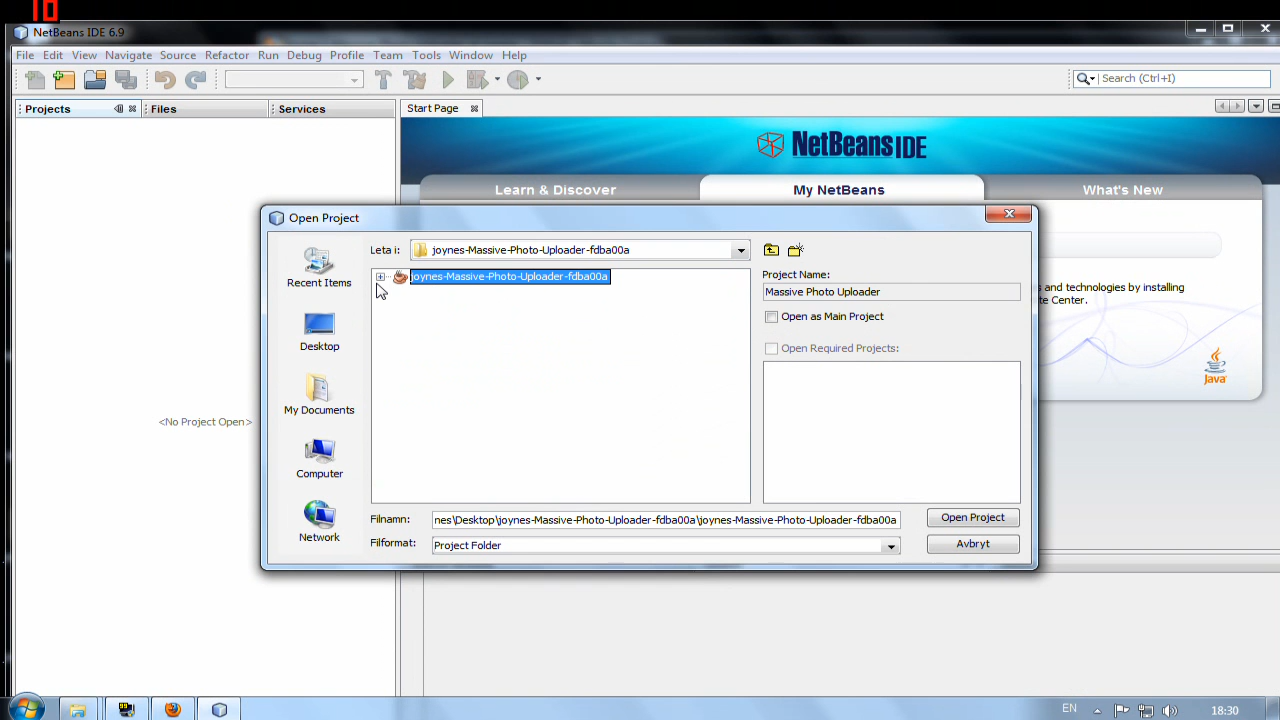 16
NetBeans IDE 6.9
File Edit View Navigate Source Refactor Run Debug Profile Team Tools Window Help
Search (Ctrl+I)
Projects Files Services Start Page
NetBeans IDE
Learn & Discover My NetBeans What's New
Open Project
Leta i: joynes-Massive-Photo-Uploader-fdba00a
Recent Items
joynes-Massive-Photo-Uploader-fdba00a
Project Name:
Massive Photo Uploader
Open as Main Project
Open Required Projects:
s and technologies by installing
te Center.
Java
Desktop
My Documents
Computer
Network
<No Project Open>
Filnamn: nes\Desktop\joynes-Massive-Photo-Uploader-fdba00a\joynes-Massive-Photo-Uploader-fdba00a Open Project
Filformat: Project Folder Avbryt
99
EN 18:30